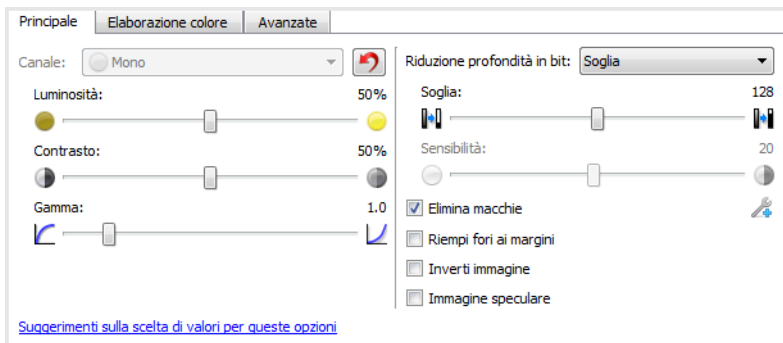 Principale Elaborazione colore Avanzate
Canale: Mono
Luminosità: 50%
Contrasto: 50%
Gamma: 1.0
Riduzione profondità in bit: Soglia
Soglia: 128
Sensibilità: 20
Elimina macchie
Riempi fori ai margini
Inverti immagine
Immagine speculare
Suggerimenti sulla scelta di valori per queste opzioni